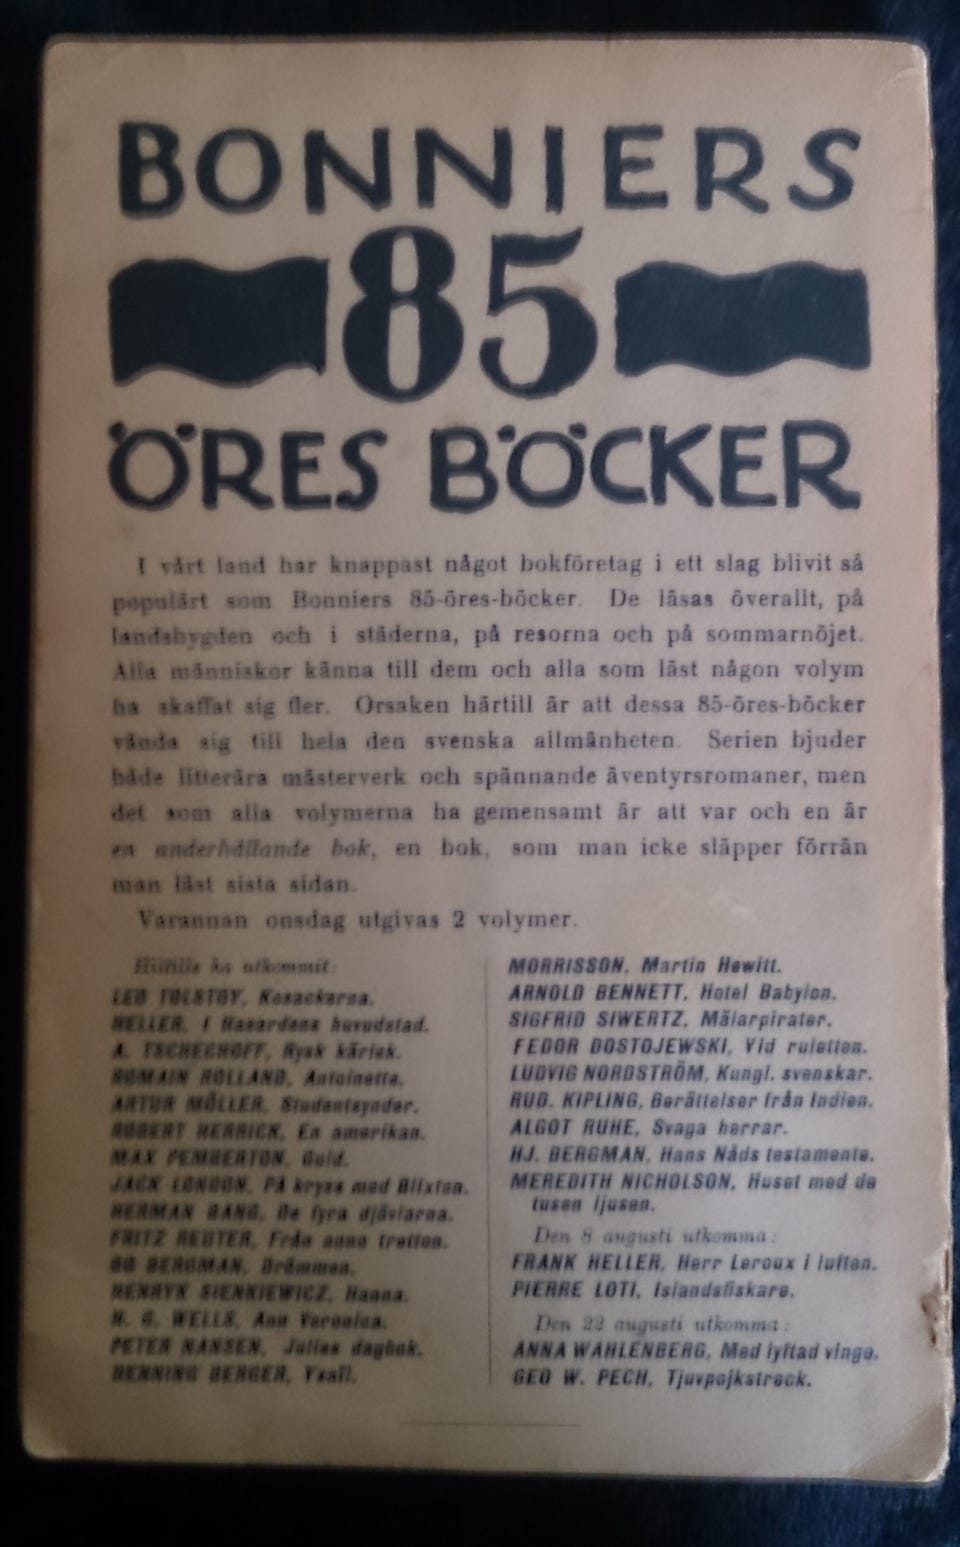 BONNIERS
85
ÖRES BÖCKER
I vårt land har knappast något bokföretag i ett slag blivit så
populärt som Bonniers 85-öres-böcker. De läsas överallt, på
landsbygden och i städerna, på resorna och på sommarnöjet.
Alla människor känna till dem och alla som läst någon volym
ha skaffat sig fler. Orsaken härtill är att dessa 85-öres-böcker
vända sig till hela den svenska allmänheten. Serien bjuder
både litterära mästerverk och spännande äventyrsromaner, men
det som alla volymerna ha gemensamt är att var och en är
en underhållande bok, en bok, som man icke släpper förrän
man läst sista sidan.
Varannan onsdag utgivas 2 volymer.
Hittills ha utkommit:
LEO TOLSTOY, Kosackerna.
HELLER, I Hasardens huvudstad.
A. TSCHECHOFF, Rysk kärlek.
ROMAIN ROLLAND, Antoinette.
ARTUR MÖLLER, Studentsynder.
ROBERT HERRICK, En amerikan.
MAX PEMBERTON, Guld.
JACK LONDON, På kryss med Blixten.
HERMAN BANG, De fyra djävlarna.
FRITZ REUTER, Från anno tretton.
BO BERGMAN, Drömmen.
HENRYK SIENKIEWICZ, Hanna.
H. G. WELLS, Ann Veronica.
PETER NANSEN, Julies dagbok.
HENNING BERGER, Ysaïl.
MORRISSON, Martin Hewitt.
ARNOLD BENNETT, Hotel Babylon.
SIGFRID SIWERTZ, Mälarpirater.
FEDOR DOSTOJEWSKI, Vid ruletten.
LUDVIG NORDSTRÖM, Kungl. svenskar.
RUD. KIPLING, Berättelser från Indien.
ALGOT RUHE, Svaga herrar.
HJ. BERGMAN, Hans Nåds testamente.
MEREDITH NICHOLSON, Huset med de
tusen ljusen.
Den 8 augusti utkomma:
FRANK HELLER, Herr Leroux i luften.
PIERRE LOTI, Islandsfiskare.
Den 22 augusti utkomma:
ANNA WAHLENBERG, Med lyftad vinge.
GEO W. PECH, Tjuvpojkstreck.